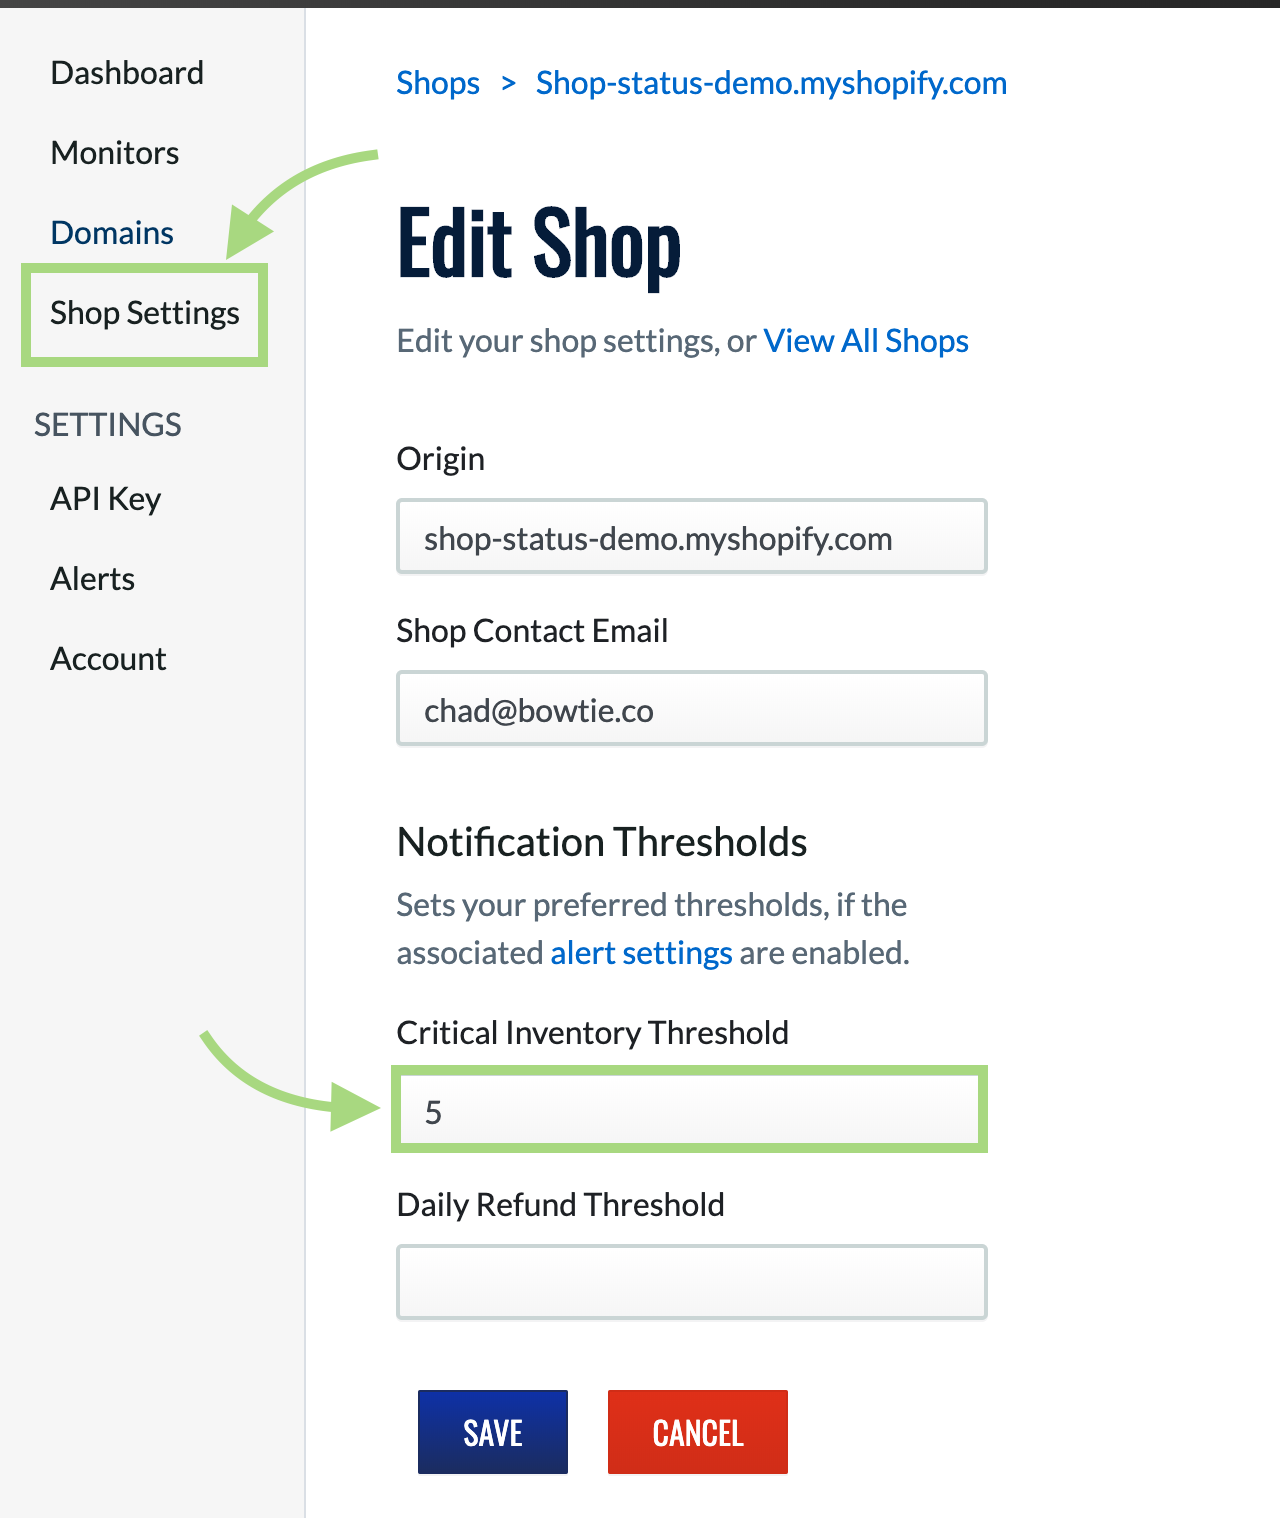 Dashboard
Monitors
Domains
Shop Settings
SETTINGS
API Key
Alerts
Account
Shops > Shop-status-demo.myshopify.com
Edit Shop
Edit your shop settings, or View All Shops
Origin
shop-status-demo.myshopify.com
Shop Contact Email
chad@bowtie.co
Notification Thresholds
Sets your preferred thresholds, if the
associated alert settings are enabled.
Critical Inventory Threshold
5
Daily Refund Threshold
SAVE
CANCEL